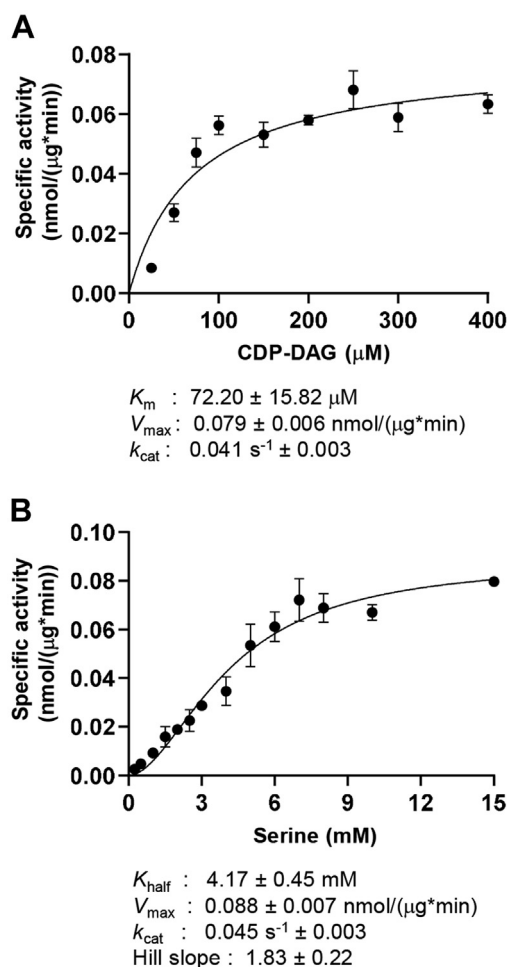 A
Specific activity
(nmol/(μg*min))
0.08
0.06
0.04
0.02
0.00
0 100 200 300 400
CDP-DAG (μM)
Km : 72.20 ± 15.82 μM
Vmax : 0.079 ± 0.006 nmol/(μg*min)
kcat : 0.041 s-1 ± 0.003
B
Specific activity
(nmol/(μg*min))
0.10
0.08
0.06
0.04
0.02
0.00
0 3 6 9 12 15
Serine (mM)
Khalf : 4.17 ± 0.45 mM
Vmax : 0.088 ± 0.007 nmol/(μg*min)
kcat : 0.045 s-1 ± 0.003
Hill slope : 1.83 ± 0.22